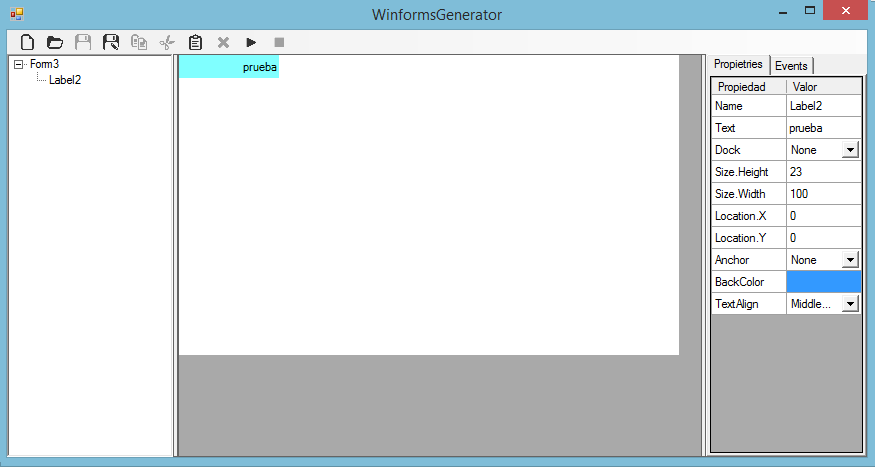 WinformsGenerator
Form3
Label2
prueba
Propietries Events
Propiedad Valor
Name Label2
Text prueba
Dock None
Size.Height 23
Size.Width 100
Location.X 0
Location.Y 0
Anchor None
BackColor
TextAlign Middle...